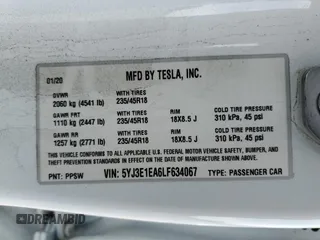 01/20
MFD BY TESLA, INC.
GVWR
2060 kg (4541 lb)
WITH TIRES
235/45R18
GAWR FRT
1110 kg (2447 lb)
WITH TIRES
235/45R18
RIM
18X8.5 J
COLD TIRE PRESSURE
310 kPa, 45 psi
GAWR RR
1257 kg (2771 lb)
WITH TIRES
235/45R18
RIM
18X8.5 J
COLD TIRE PRESSURE
310 kPa, 45 psi
THIS VEHICLE CONFORMS TO ALL APPLICABLE
FEDERAL MOTOR VEHICLE SAFETY, BUMPER, AND
THEFT PREVENTION STANDARDS IN EFFECT ON THE
DATE OF MANUFACTURE SHOWN ABOVE.
PNT: PPSW
VIN: 5YJ3E1EA6LF634067
TYPE: PASSENGER CAR
DREAMBID